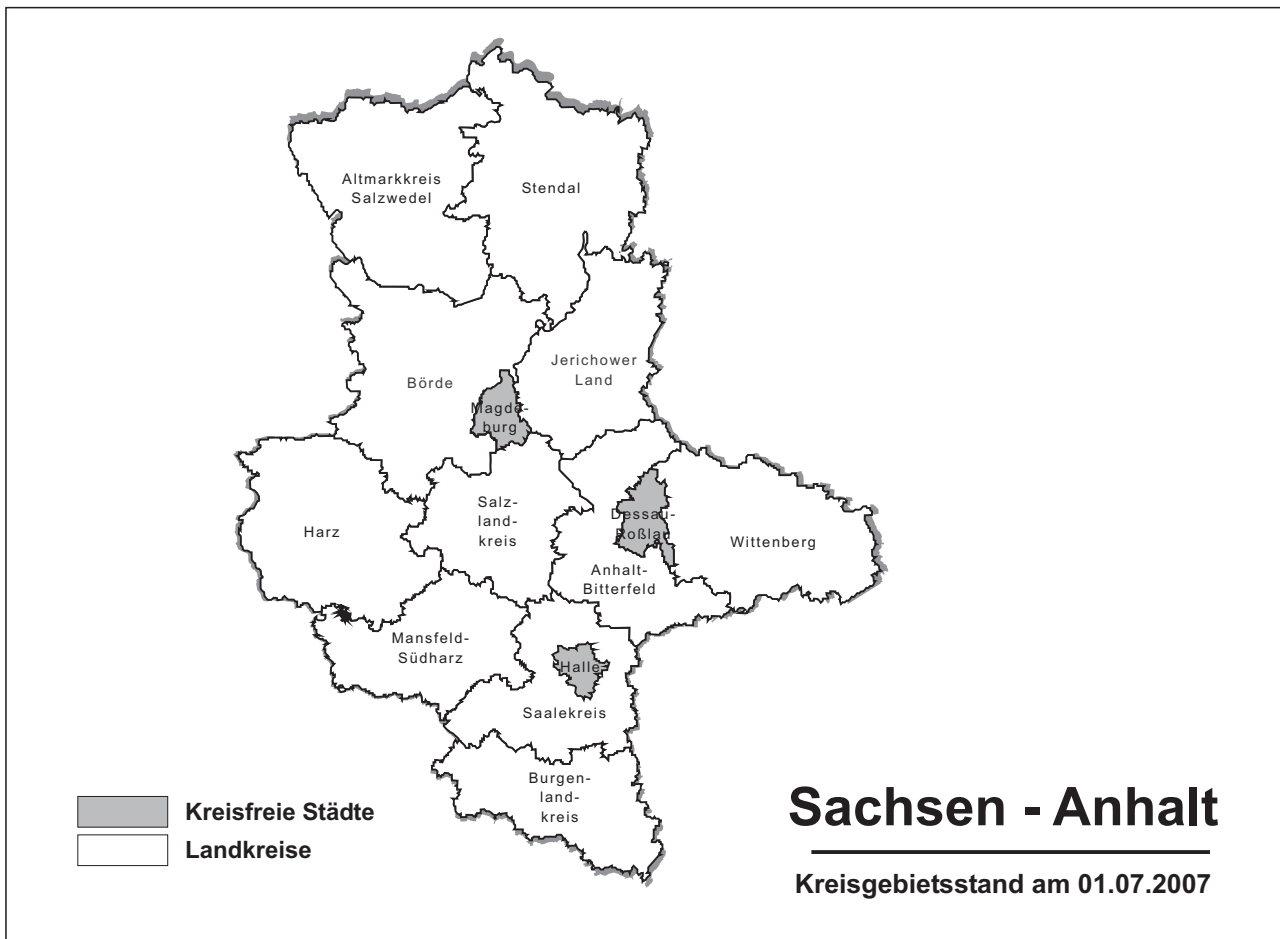 Altmarkkreis
Salzwedel
Stendal
Jerichower
Land
Börde
Magde-
burg
Salz-
land-
kreis
Harz
Dessau-
Roßlau
Wittenberg
Anhalt-
Bitterfeld
Mansfeld-
Südharz
Halle
Saalekreis
Burgen-
land-
kreis
Kreisfreie Städte
Landkreise
Sachsen - Anhalt
Kreisgebietsstand am 01.07.2007